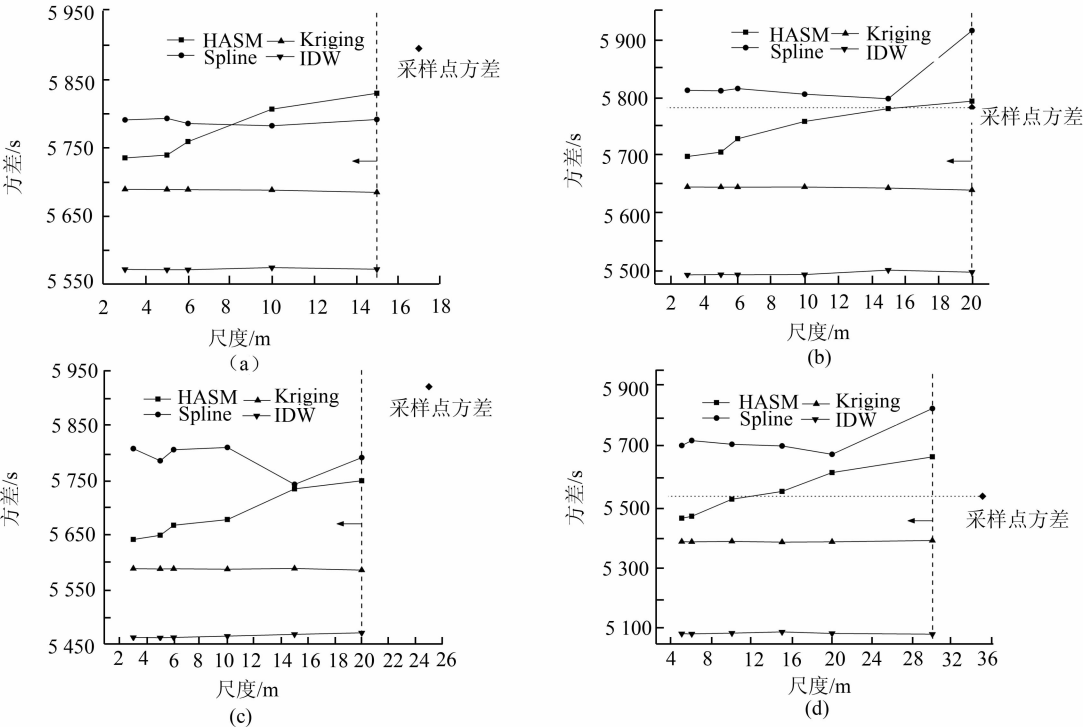 5 950
5 850
5 750
5 650
5 550
方差/s
HASM Kriging
Spline IDW
采样点方差
2 4 6 8 10 12 14 16 18
尺度/m
（a）
5 900
5 800
5 700
5 600
5 500
方差/s
HASM Kriging
Spline IDW
采样点方差
2 4 6 8 10 12 14 16 18 20
尺度/m
(b)
5 950
5 850
5 750
5 650
5 550
5 450
方差/s
HASM Kriging
Spline IDW
采样点方差
2 4 6 8 10 12 14 16 18 20 22 24 26
尺度/m
(c)
5 900
5 700
5 500
5 300
5 100
方差/s
HASM Kriging
Spline IDW
采样点方差
4 8 12 16 20 24 28 30 36
尺度/m
(d)